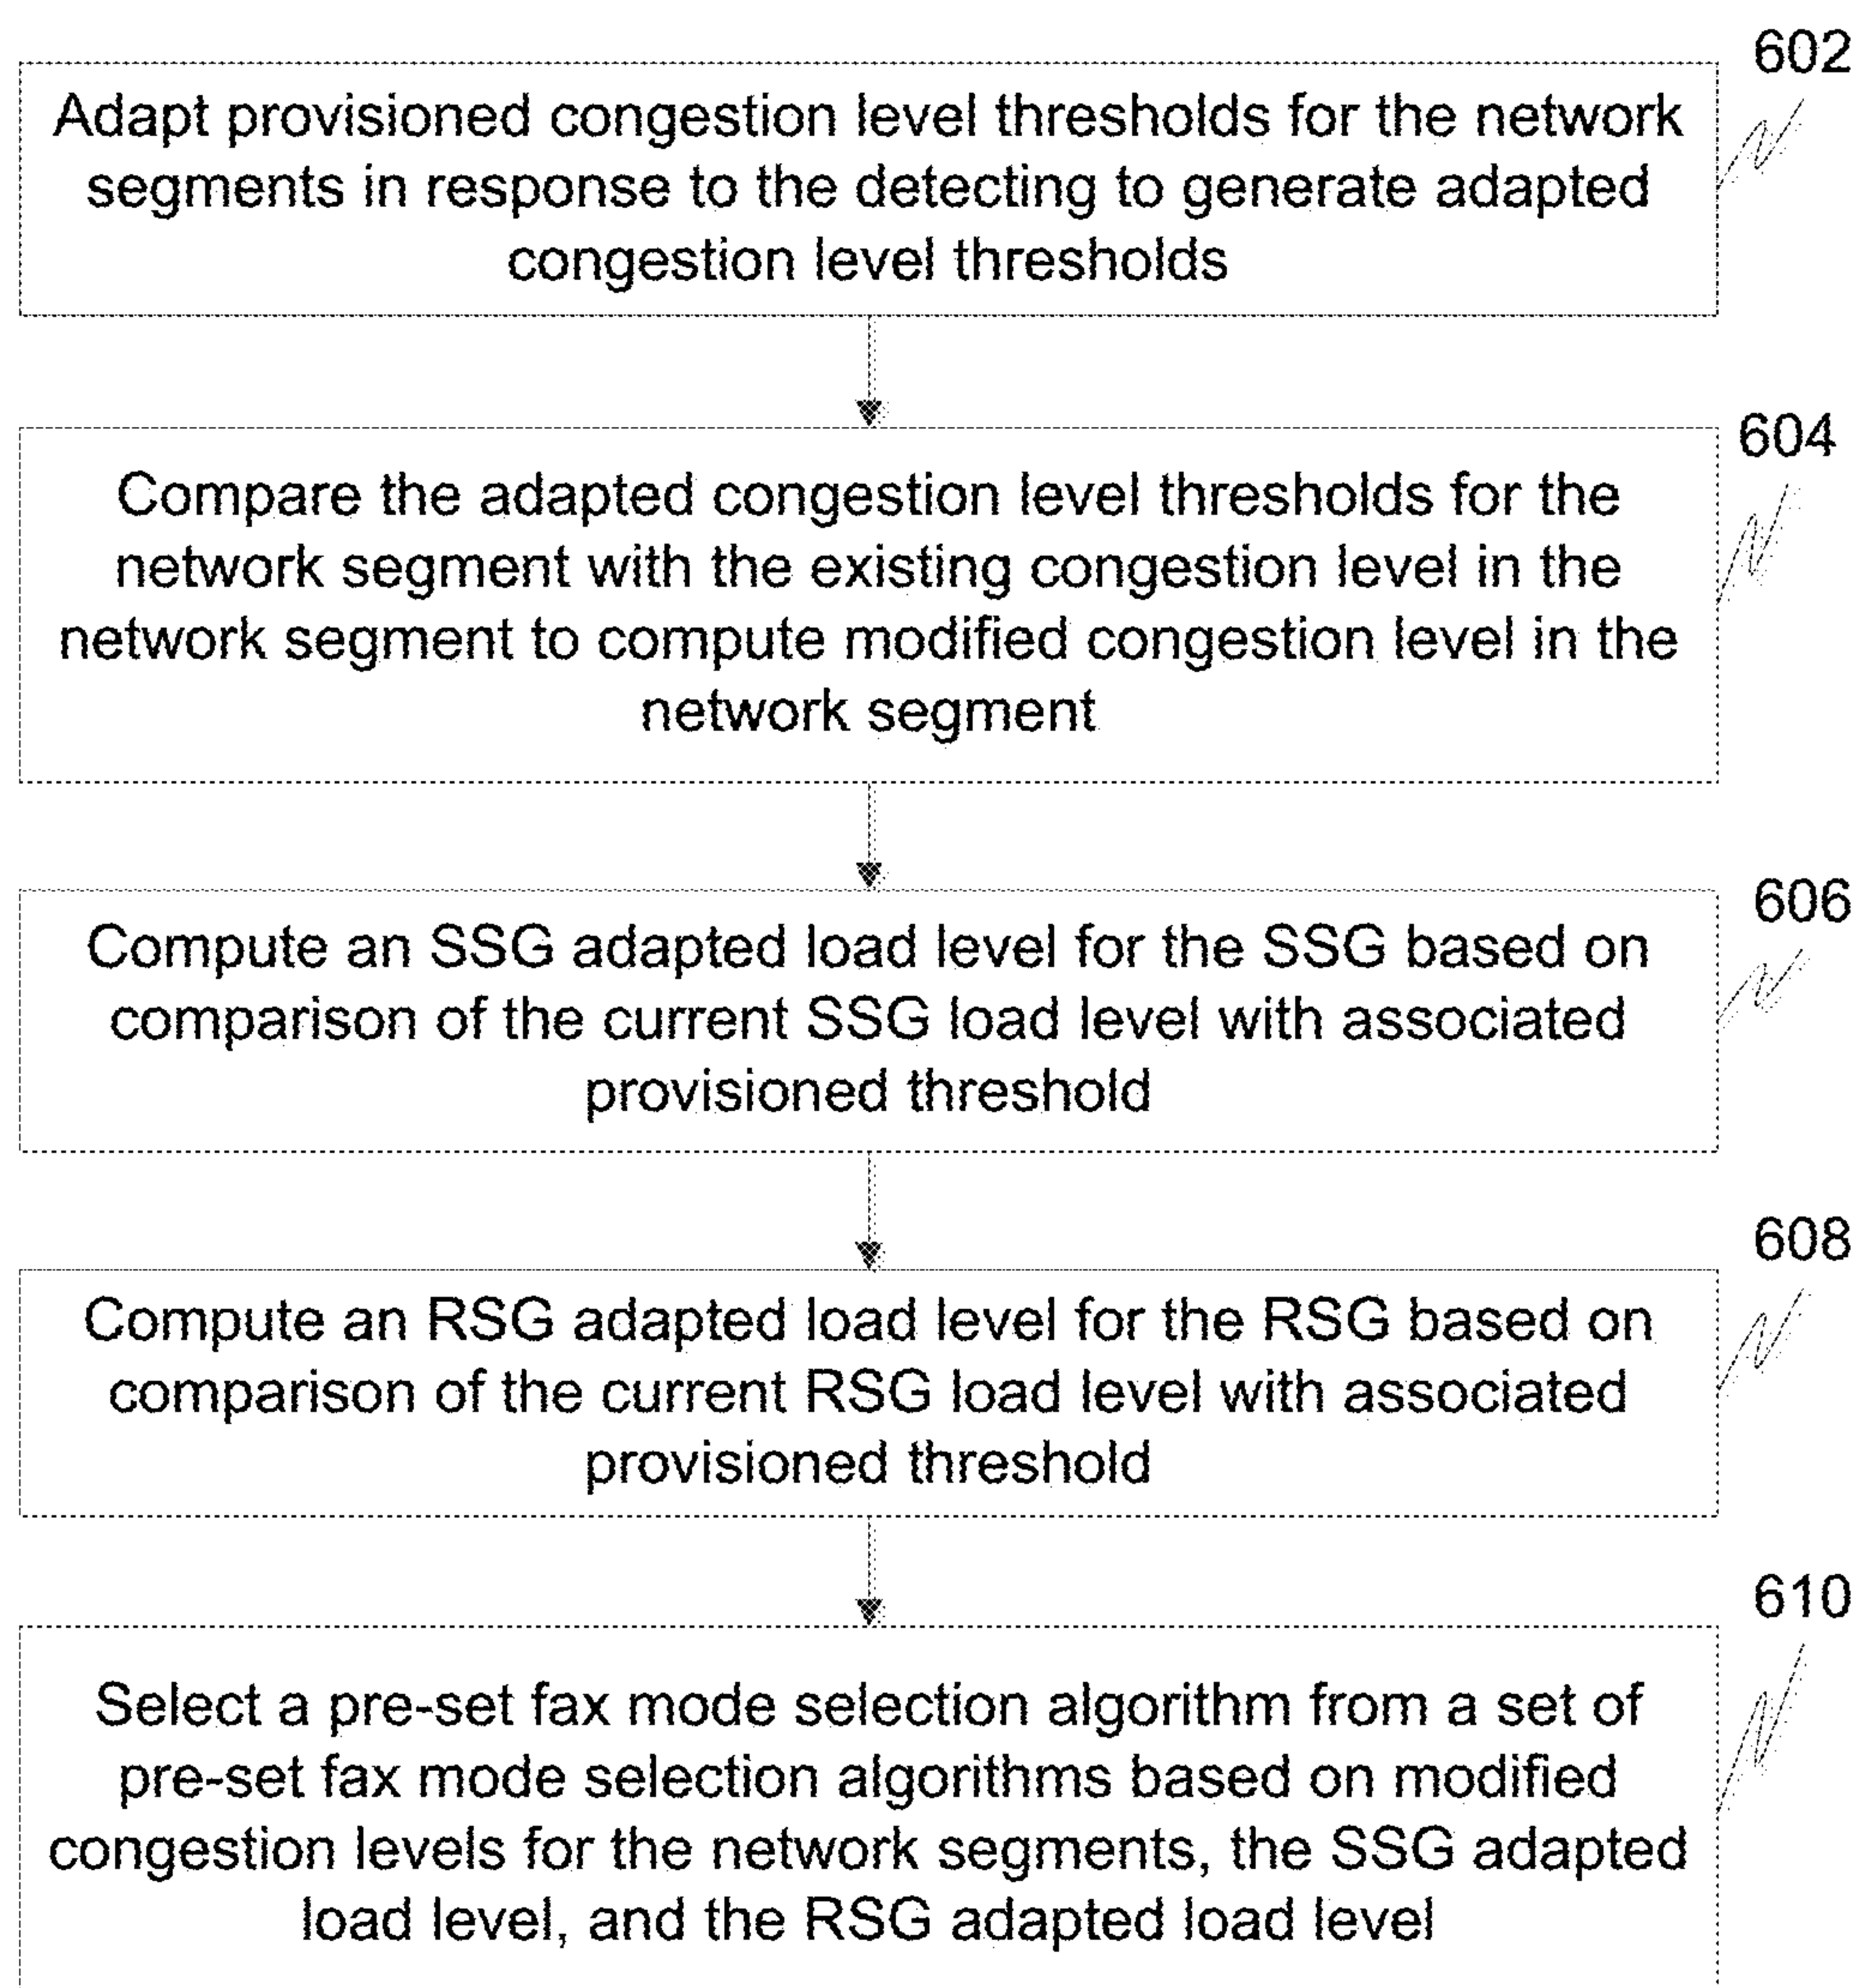 602
Adapt provisioned congestion level thresholds for the network
segments in response to the detecting to generate adapted
congestion level thresholds
604
Compare the adapted congestion level thresholds for the
network segment with the existing congestion level in the
network segment to compute modified congestion level in the
network segment
606
Compute an SSG adapted load level for the SSG based on
comparison of the current SSG load level with associated
provisioned threshold
608
Compute an RSG adapted load level for the RSG based on
comparison of the current RSG load level with associated
provisioned threshold
610
Select a pre-set fax mode selection algorithm from a set of
pre-set fax mode selection algorithms based on modified
congestion levels for the network segments, the SSG adapted
load level, and the RSG adapted load level